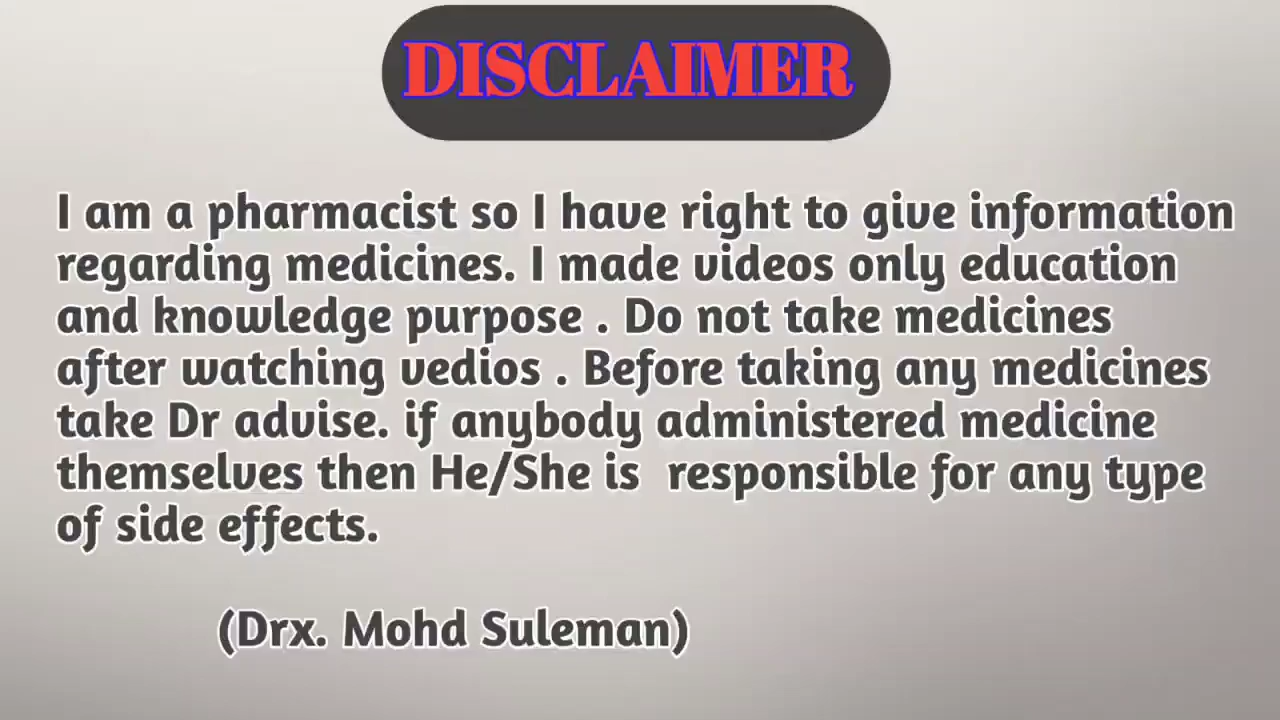 DISCLAIMER
I am a pharmacist so I have right to give information
regarding medicines. I made videos only education
and knowledge purpose . Do not take medicines
after watching vedios . Before taking any medicines
take Dr advise. if anybody administered medicine
themselves then He/She is  responsible for any type
of side effects.
(Drx. Mohd Suleman)